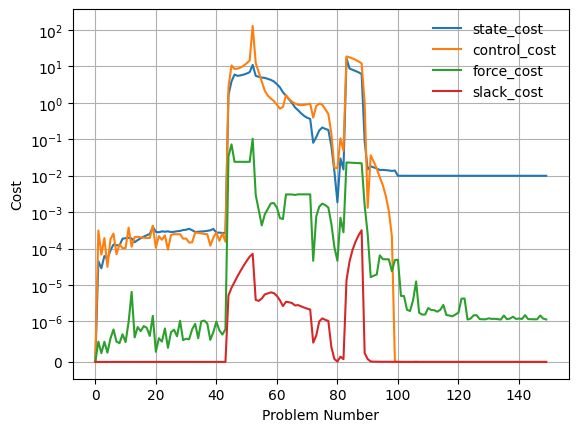 10²
10¹
10⁰
10⁻¹
10⁻²
10⁻³
10⁻⁴
10⁻⁵
10⁻⁶
0
Cost
state_cost
control_cost
force_cost
slack_cost
0 20 40 60 80 100 120 140
Problem Number